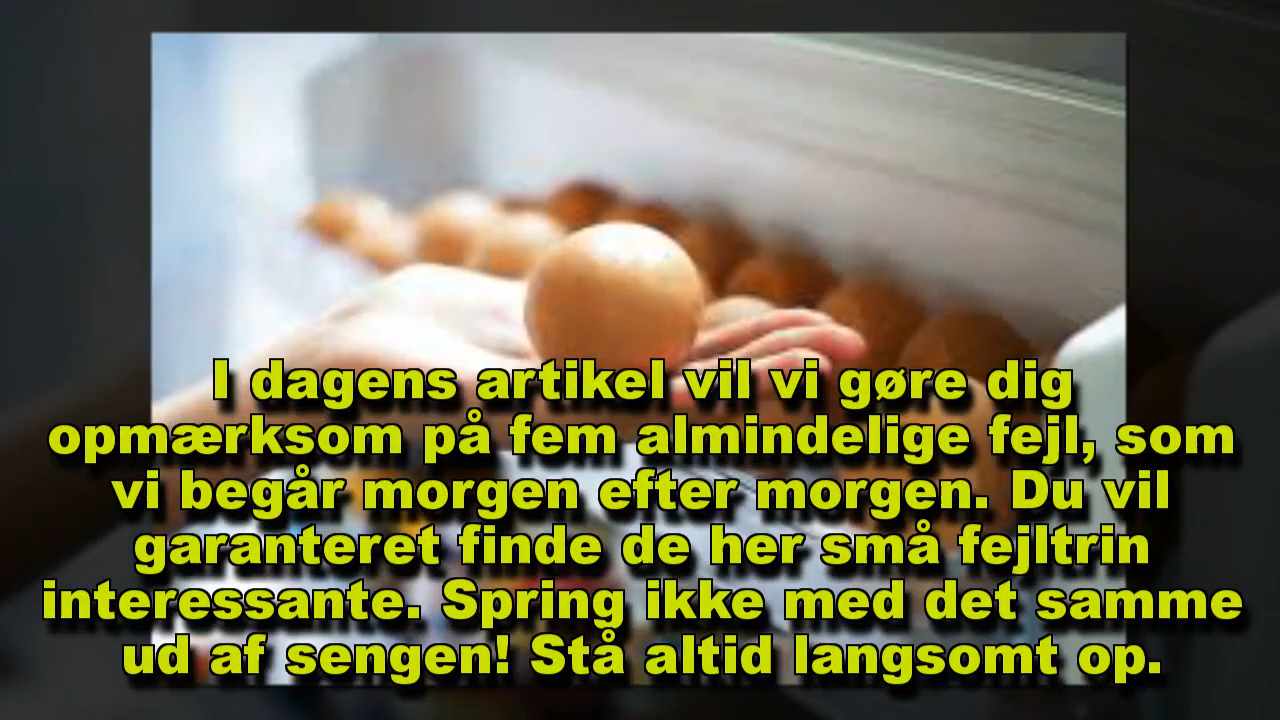 I dagens artikel vil vi gøre dig
opmærksom på fem almindelige fejl, som
vi begår morgen efter morgen. Du vil
garanteret finde de her små fejltrin
interessante. Spring ikke med det samme
ud af sengen! Stå altid langsomt op.